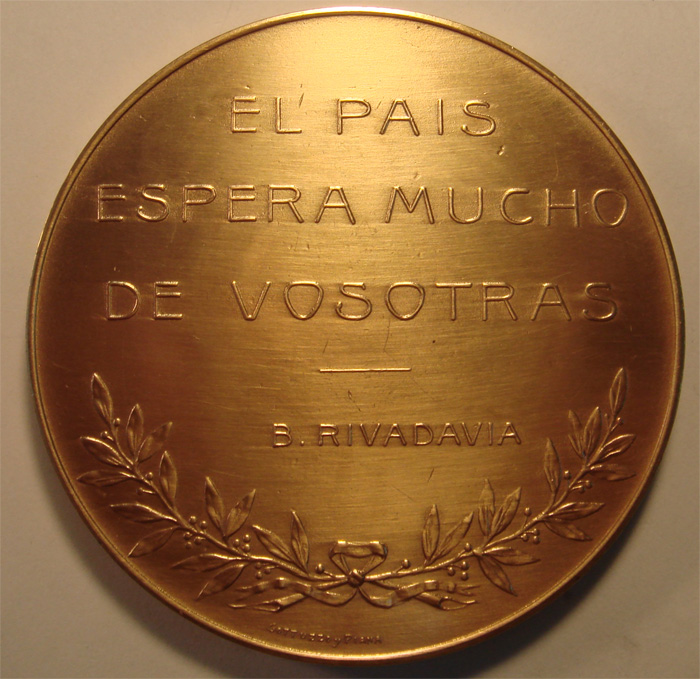 EL PAIS
ESPERA MUCHO
DE VOSOTRAS
B. RIVADAVIA